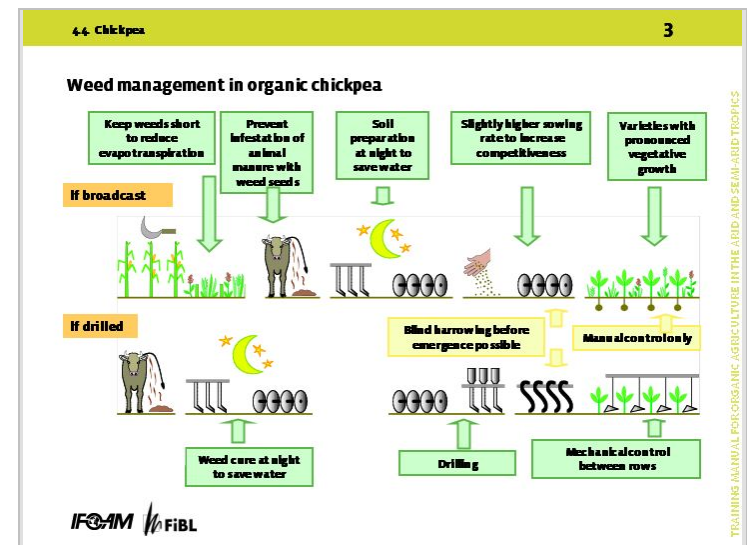 4.4. Chickpea
3
Weed management in organic chickpea
Keep weeds short
to reduce
evapotranspiration
Prevent
infestation of
animal
manure with
weed seeds
Soil
preparation
at night to
save water
Slightly higher sowing
rate to increase
competitiveness
Varieties with
pronounced
vegetative
growth
If broadcast
If drilled
Blind harrowing before
emergence possible
Manual control only
Weed cure at night
to save water
Drilling
Mechanical control
between rows
TRAINING MANUAL FOR ORGANIC AGRICULTURE IN THE ARID AND SEMI-ARID TROPICS
IFOAM
FiBL